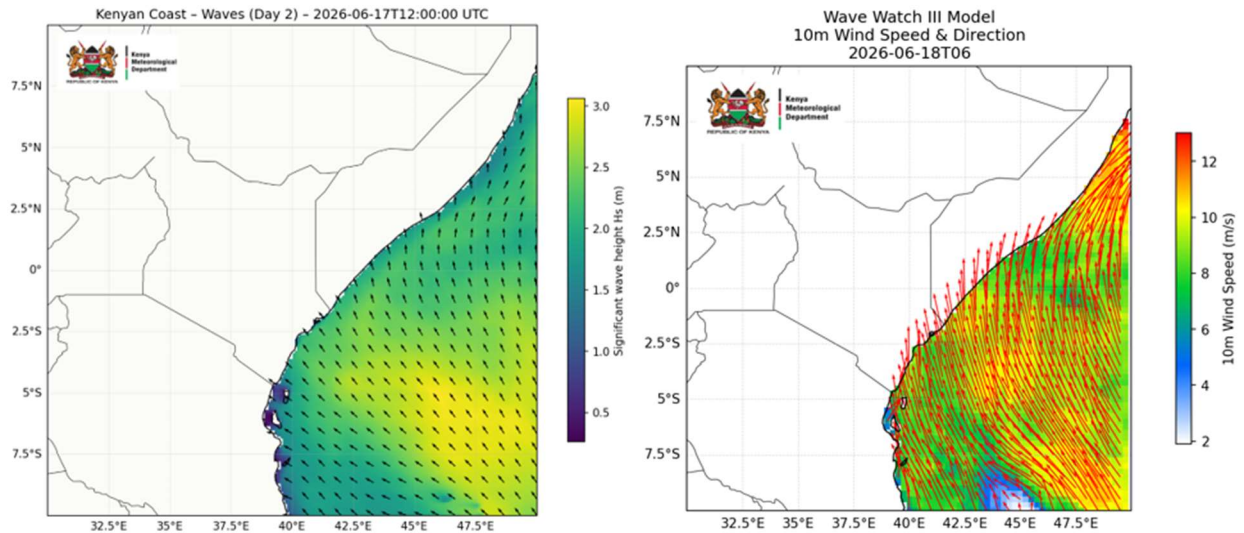 Kenyan Coast – Waves (Day 2) – 2026-06-17T12:00:00 UTC
Kenya
Meteorological
Department
REPUBLIC OF KENYA
7.5°N
5°N
2.5°N
0°
2.5°S
5°S
7.5°S
32.5°E 35°E 37.5°E 40°E 42.5°E 45°E 47.5°E
3.0
2.5
2.0
1.5
1.0
0.5
Significant wave height Hs (m)
Wave Watch III Model
10m Wind Speed & Direction
2026-06-18T06
Kenya
Meteorological
Department
REPUBLIC OF KENYA
7.5°N
5°N
2.5°N
0°
2.5°S
5°S
7.5°S
32.5°E 35°E 37.5°E 40°E 42.5°E 45°E 47.5°E
12
10
8
6
4
2
10m Wind Speed (m/s)